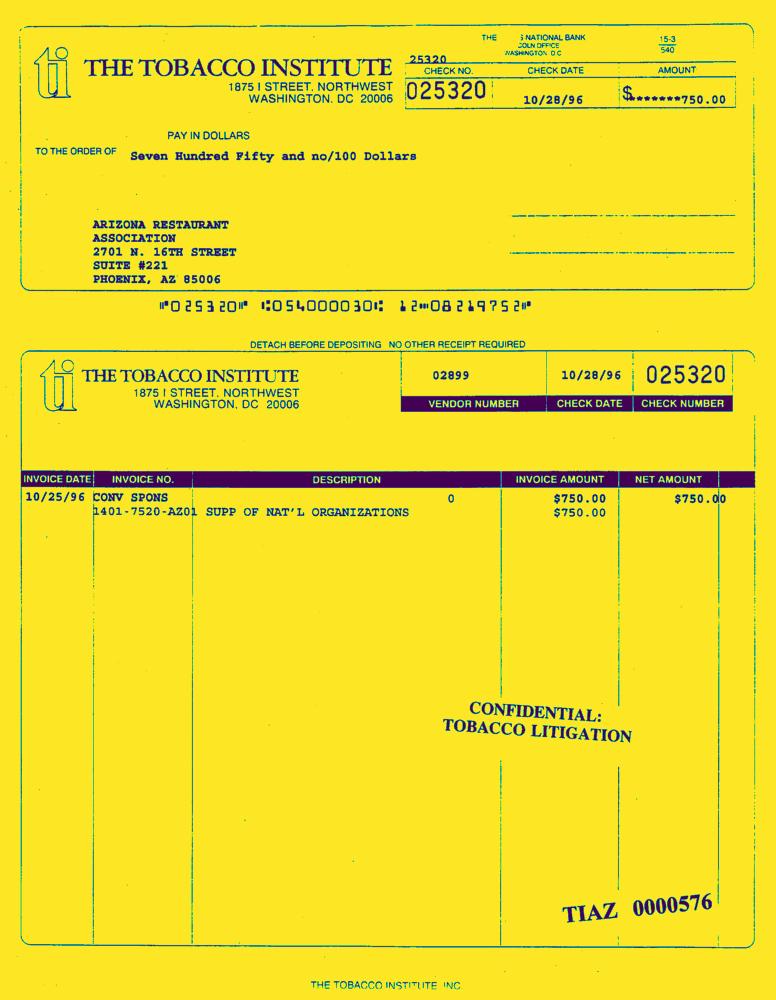 THE S NATIONAL BANK
COLN OFFICE
WASHINGTON D.C
15-3
540
25320
ti THE TOBACCO INSTITUTE
1875 I STREET, NORTHWEST
WASHINGTON, DC 20006
CHECK NO. CHECK DATE AMOUNT
025320 10/28/96 $*******750.00
PAY IN DOLLARS
TO THE ORDER OF Seven Hundred Fifty and no/100 Dollars
ARIZONA RESTAURANT
ASSOCIATION
2701 N. 16TH STREET
SUITE #221
PHOENIX, AZ 85006
⑈025320⑈ ⑆054000030⑆ 12⑈08219752⑈
DETACH BEFORE DEPOSITING NO OTHER RECEIPT REQUIRED
ti THE TOBACCO INSTITUTE
1875 I STREET, NORTHWEST
WASHINGTON, DC 20006
02899 10/28/96 025320
VENDOR NUMBER CHECK DATE CHECK NUMBER
INVOICE DATE INVOICE NO. DESCRIPTION INVOICE AMOUNT NET AMOUNT
10/25/96 CONV SPONS 0 $750.00 $750.00
1401-7520-AZ01 SUPP OF NAT'L ORGANIZATIONS $750.00
CONFIDENTIAL:
TOBACCO LITIGATION
TIAZ 0000576
THE TOBACCO INSTITUTE INC.